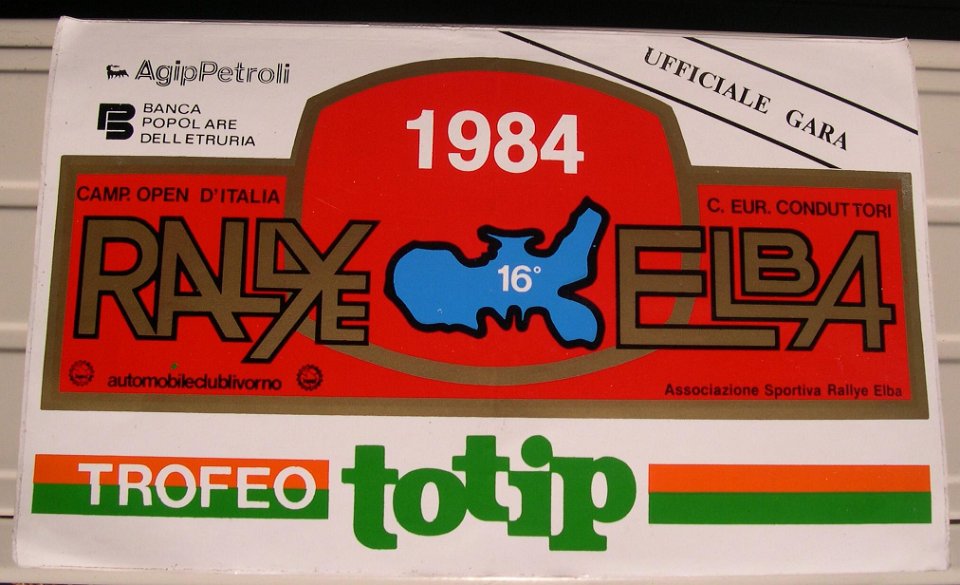 AgipPetroli
BANCA
POPOLARE
DELL ETRURIA
UFFICIALE GARA
1984
CAMP. OPEN D'ITALIA
C. EUR. CONDUTTORI
RALLYE
16°
ELBA
automobileclublivorno
Associazione Sportiva Rallye Elba
TROFEO totip